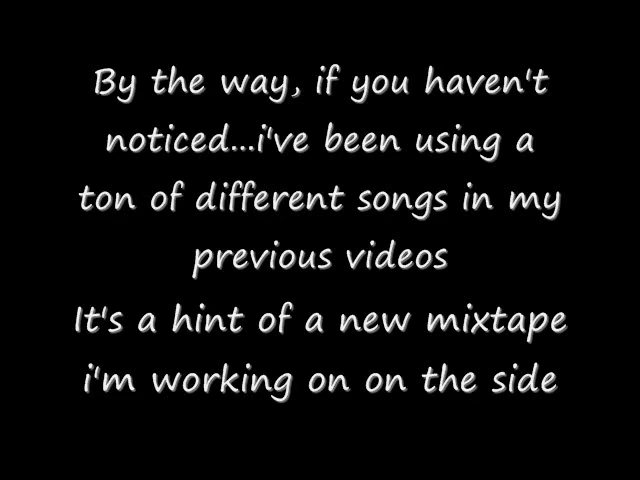 By the way, if you haven't
noticed...i've been using a
ton of different songs in my
previous videos
It's a hint of a new mixtape
i'm working on on the side